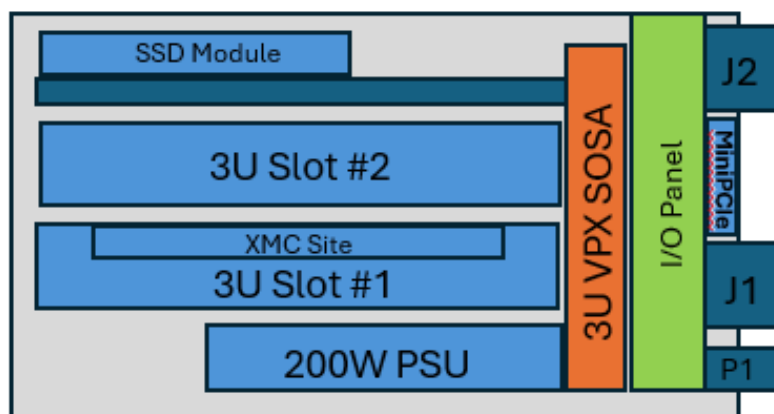 SSD Module
3U Slot #2
XMC Site
3U Slot #1
200W PSU
3U VPX SOSA
I/O Panel
J2
MiniPCIe
J1
P1